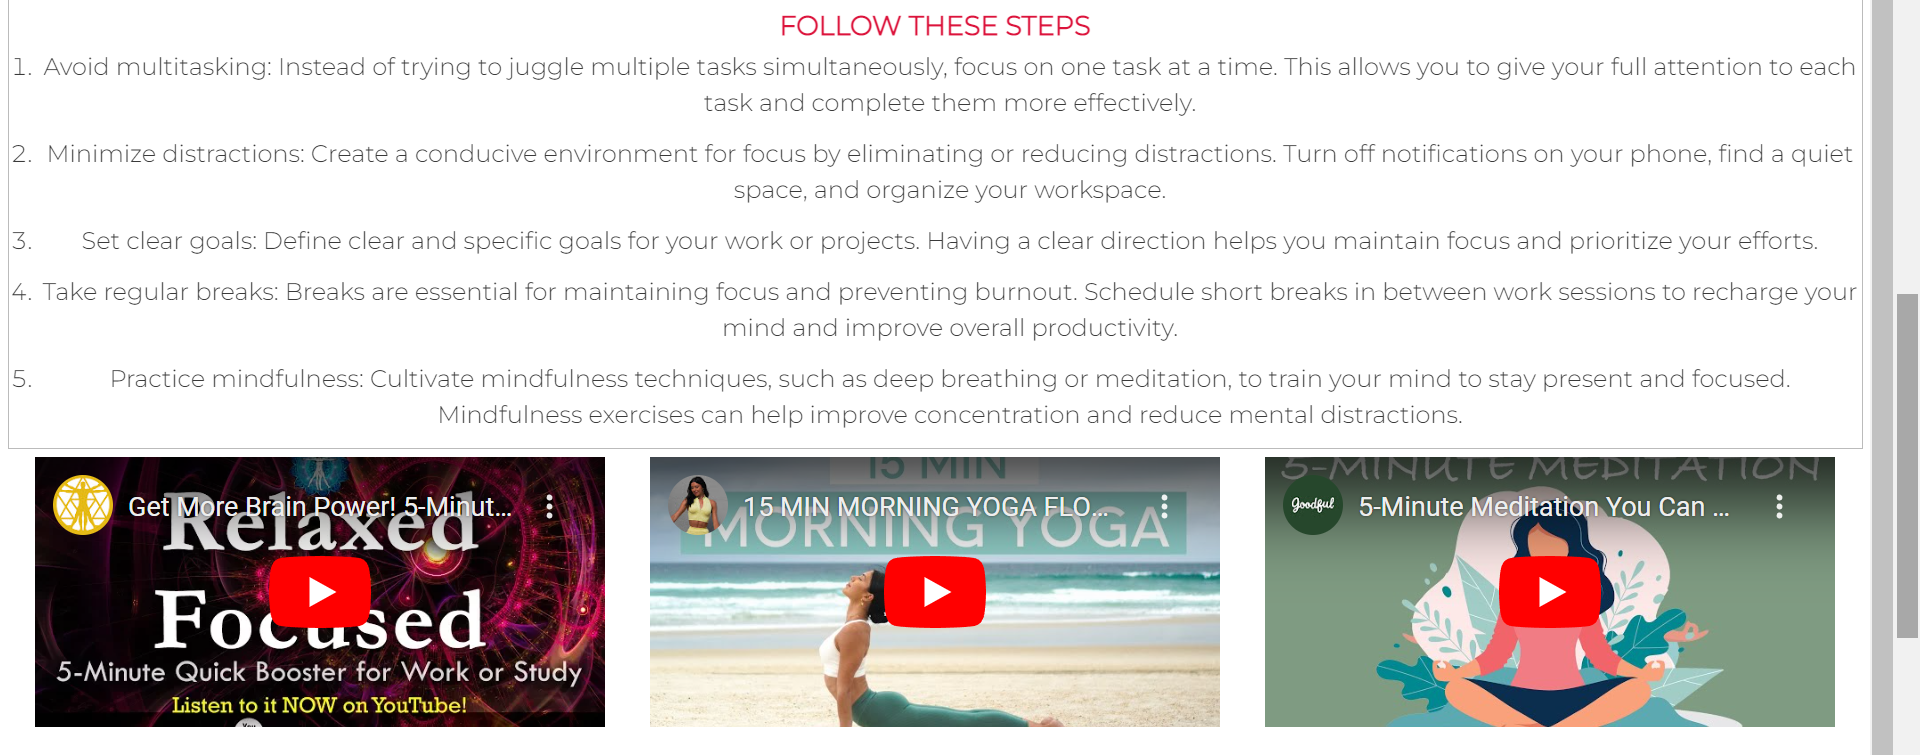 FOLLOW THESE STEPS
1. Avoid multitasking: Instead of trying to juggle multiple tasks simultaneously, focus on one task at a time. This allows you to give your full attention to each
task and complete them more effectively.
2. Minimize distractions: Create a conducive environment for focus by eliminating or reducing distractions. Turn off notifications on your phone, find a quiet
space, and organize your workspace.
3. Set clear goals: Define clear and specific goals for your work or projects. Having a clear direction helps you maintain focus and prioritize your efforts.
4. Take regular breaks: Breaks are essential for maintaining focus and preventing burnout. Schedule short breaks in between work sessions to recharge your
mind and improve overall productivity.
5. Practice mindfulness: Cultivate mindfulness techniques, such as deep breathing or meditation, to train your mind to stay present and focused.
Mindfulness exercises can help improve concentration and reduce mental distractions.
Get More Brain Power! 5-Minut...
Relaxed
Focused
5-Minute Quick Booster for Work or Study
Listen to it NOW on YouTube!
You
15 MIN
15 MIN MORNING YOGA FLO...
MORNING YOGA
5-MINUTE MEDITATION
Goodful
5-Minute Meditation You Can ...